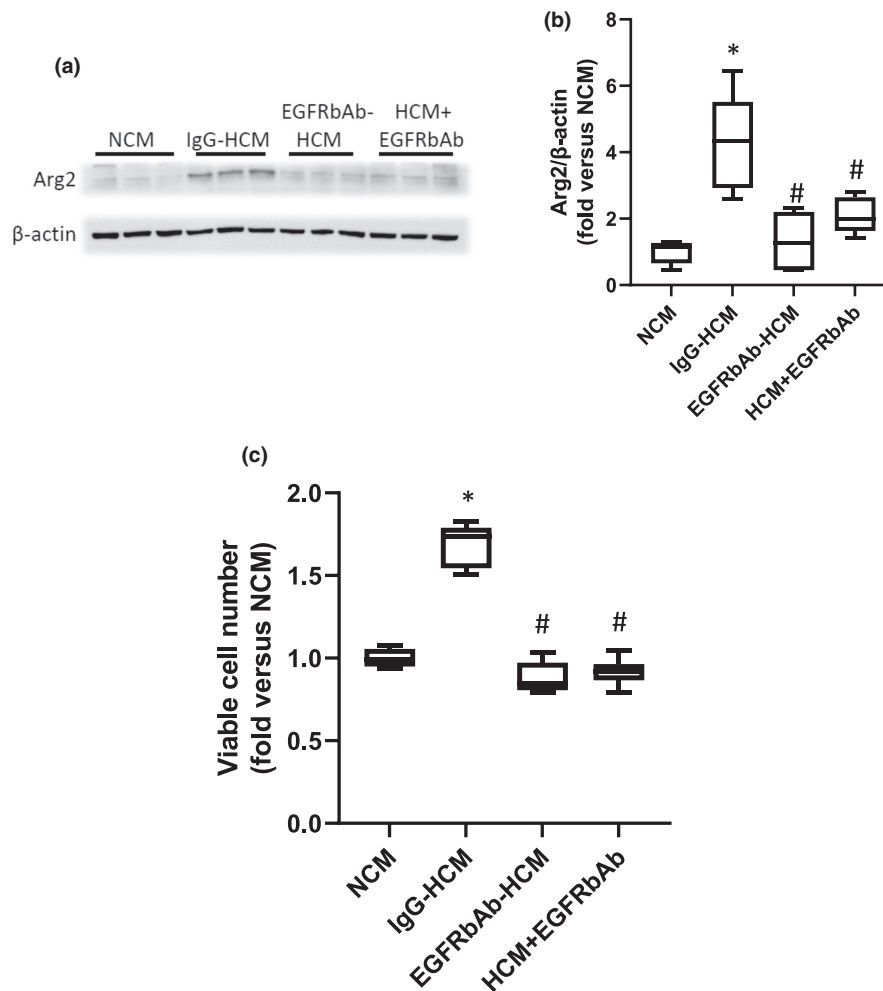 (a)
EGFRbAb-
HCM
HCM+
EGFRbAb
NCM
IgG-HCM
Arg2
β-actin
(b)
Arg2/β-actin
(fold versus NCM)
8
6
4
2
0
*
#
#
NCM
IgG-HCM
EGFRbAb-HCM
HCM+EGFRbAb
(c)
Viable cell number
(fold versus NCM)
2.0
1.5
1.0
0.5
0.0
*
#
#
NCM
IgG-HCM
EGFRbAb-HCM
HCM+EGFRbAb